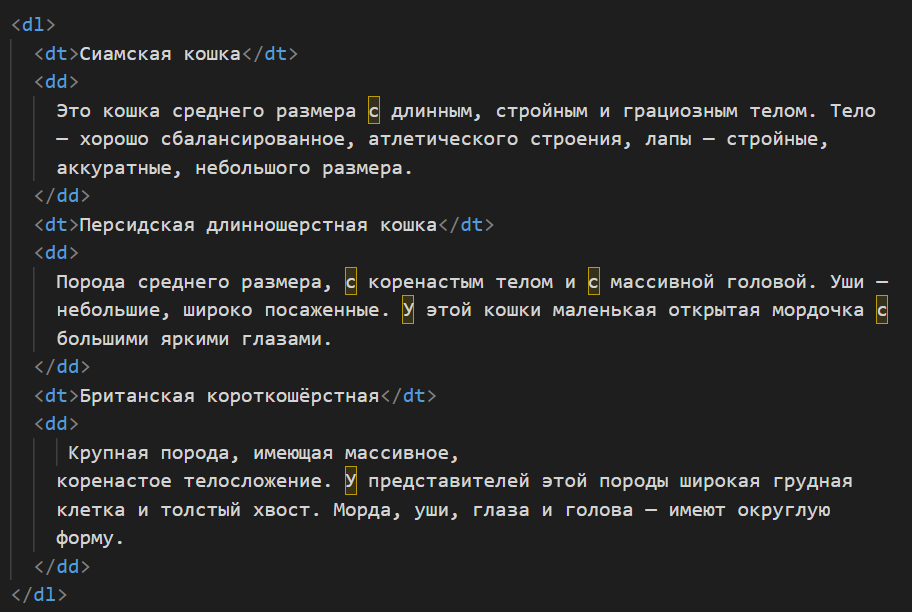 <dl>
<dt>Сиамская кошка</dt>
<dd>
Это кошка среднего размера с длинным, стройным и грациозным телом. Тело
— хорошо сбалансированное, атлетического строения, лапы — стройные,
аккуратные, небольшого размера.
</dd>
<dt>Персидская длинношерстная кошка</dt>
<dd>
Порода среднего размера, с коренастым телом и с массивной головой. Уши —
небольшие, широко посаженные. У этой кошки маленькая открытая мордочка с
большими яркими глазами.
</dd>
<dt>Британская короткошёрстная</dt>
<dd>
Крупная порода, имеющая массивное,
коренастое телосложение. У представителей этой породы широкая грудная
клетка и толстый хвост. Морда, уши, глаза и голова — имеют округлую
форму.
</dd>
</dl>